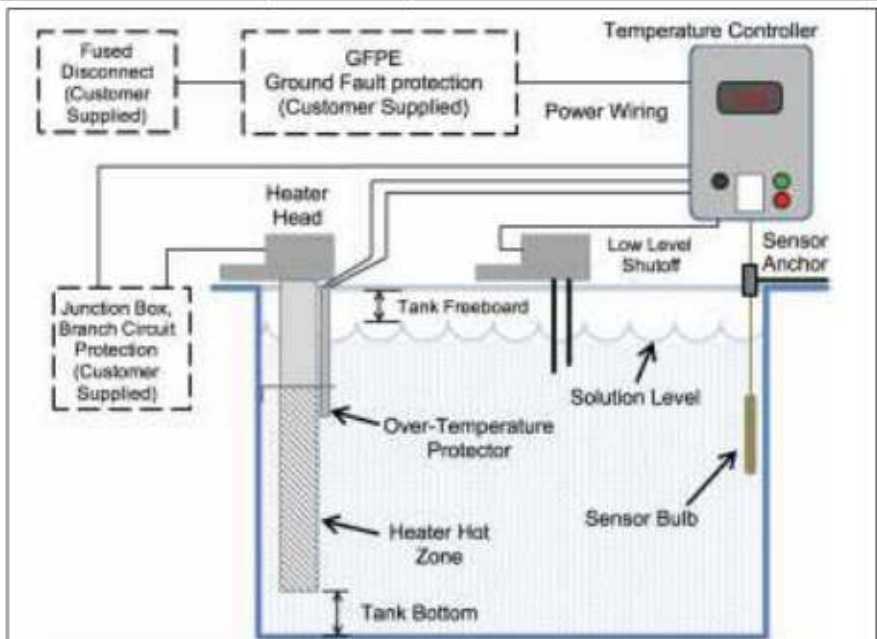 Fused
Disconnect
(Customer
Supplied)
GFPE
Ground Fault protection
(Customer Supplied)
Temperature Controller
Power Wiring
Heater
Head
Low Level
Shutoff
Sensor
Anchor
Junction Box,
Branch Circuit
Protection
(Customer
Supplied)
Tank Freeboard
Solution Level
Over-Temperature
Protector
Sensor Bulb
Heater Hot
Zone
Tank Bottom